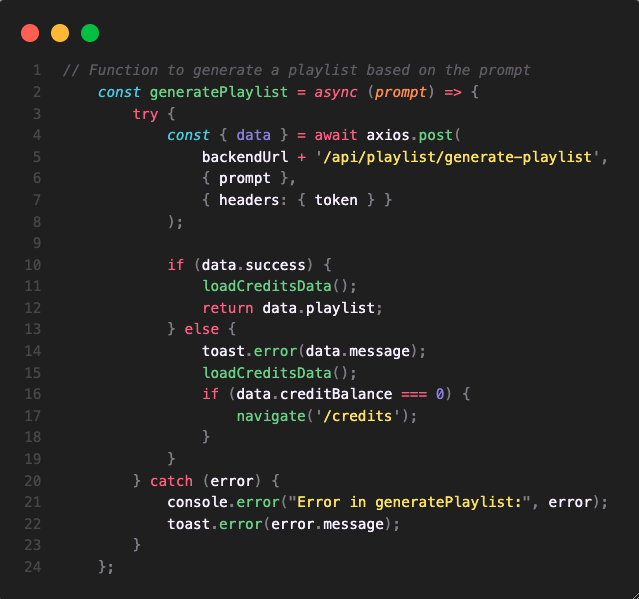 1 // Function to generate a playlist based on the prompt
2 const generatePlaylist = async (prompt) => {
3 try {
4 const { data } = await axios.post(
5 backendUrl + '/api/playlist/generate-playlist',
6 { prompt },
7 { headers: { token } }
8 );
9
10 if (data.success) {
11 loadCreditsData();
12 return data.playlist;
13 } else {
14 toast.error(data.message);
15 loadCreditsData();
16 if (data.creditBalance === 0) {
17 navigate('/credits');
18 }
19 }
20 } catch (error) {
21 console.error("Error in generatePlaylist:", error);
22 toast.error(error.message);
23 }
24 };